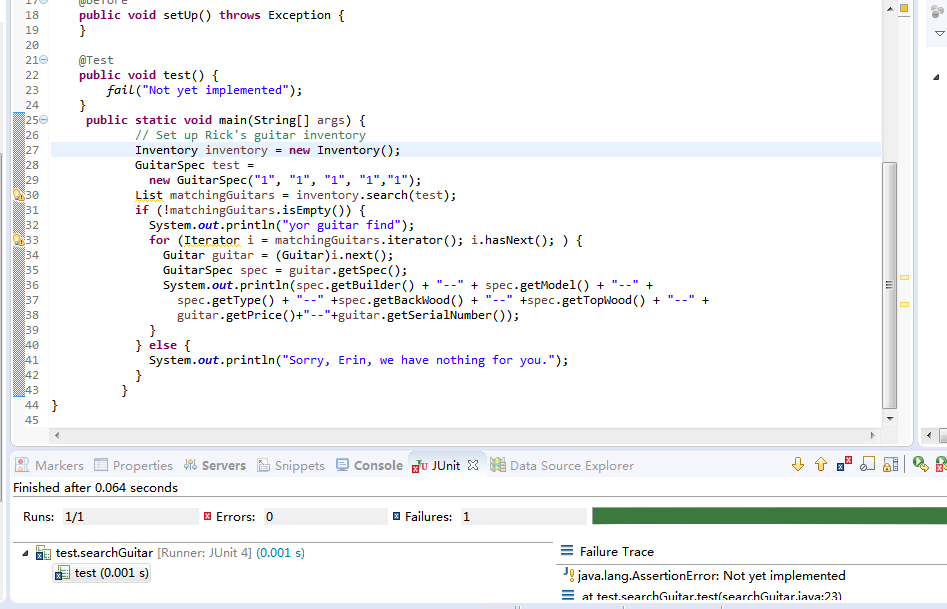 17 @Before
18 public void setUp() throws Exception {
19 }
20
21 @Test
22 public void test() {
23 fail("Not yet implemented");
24 }
25 public static void main(String[] args) {
26 // Set up Rick's guitar inventory
27 Inventory inventory = new Inventory();
28 GuitarSpec test =
29 new GuitarSpec("1", "1", "1", "1","1");
30 List matchingGuitars = inventory.search(test);
31 if (!matchingGuitars.isEmpty()) {
32 System.out.println("yor guitar find");
33 for (Iterator i = matchingGuitars.iterator(); i.hasNext(); ) {
34 Guitar guitar = (Guitar)i.next();
35 GuitarSpec spec = guitar.getSpec();
36 System.out.println(spec.getBuilder() + "--" + spec.getModel() + "--" +
37 spec.getType() + "--" +spec.getBackWood() + "--" +spec.getTopWood() + "--" +
38 guitar.getPrice()+"--"+guitar.getSerialNumber());
39 }
40 } else {
41 System.out.println("Sorry, Erin, we have nothing for you.");
42 }
43 }
44 }
45
Markers Properties Servers Snippets Console JUnit Data Source Explorer
Finished after 0.064 seconds
Runs: 1/1 Errors: 0 Failures: 1
test.searchGuitar [Runner: JUnit 4] (0.001 s)
test (0.001 s)
Failure Trace
java.lang.AssertionError: Not yet implemented
at test.searchGuitar.test(searchGuitar.java:23)